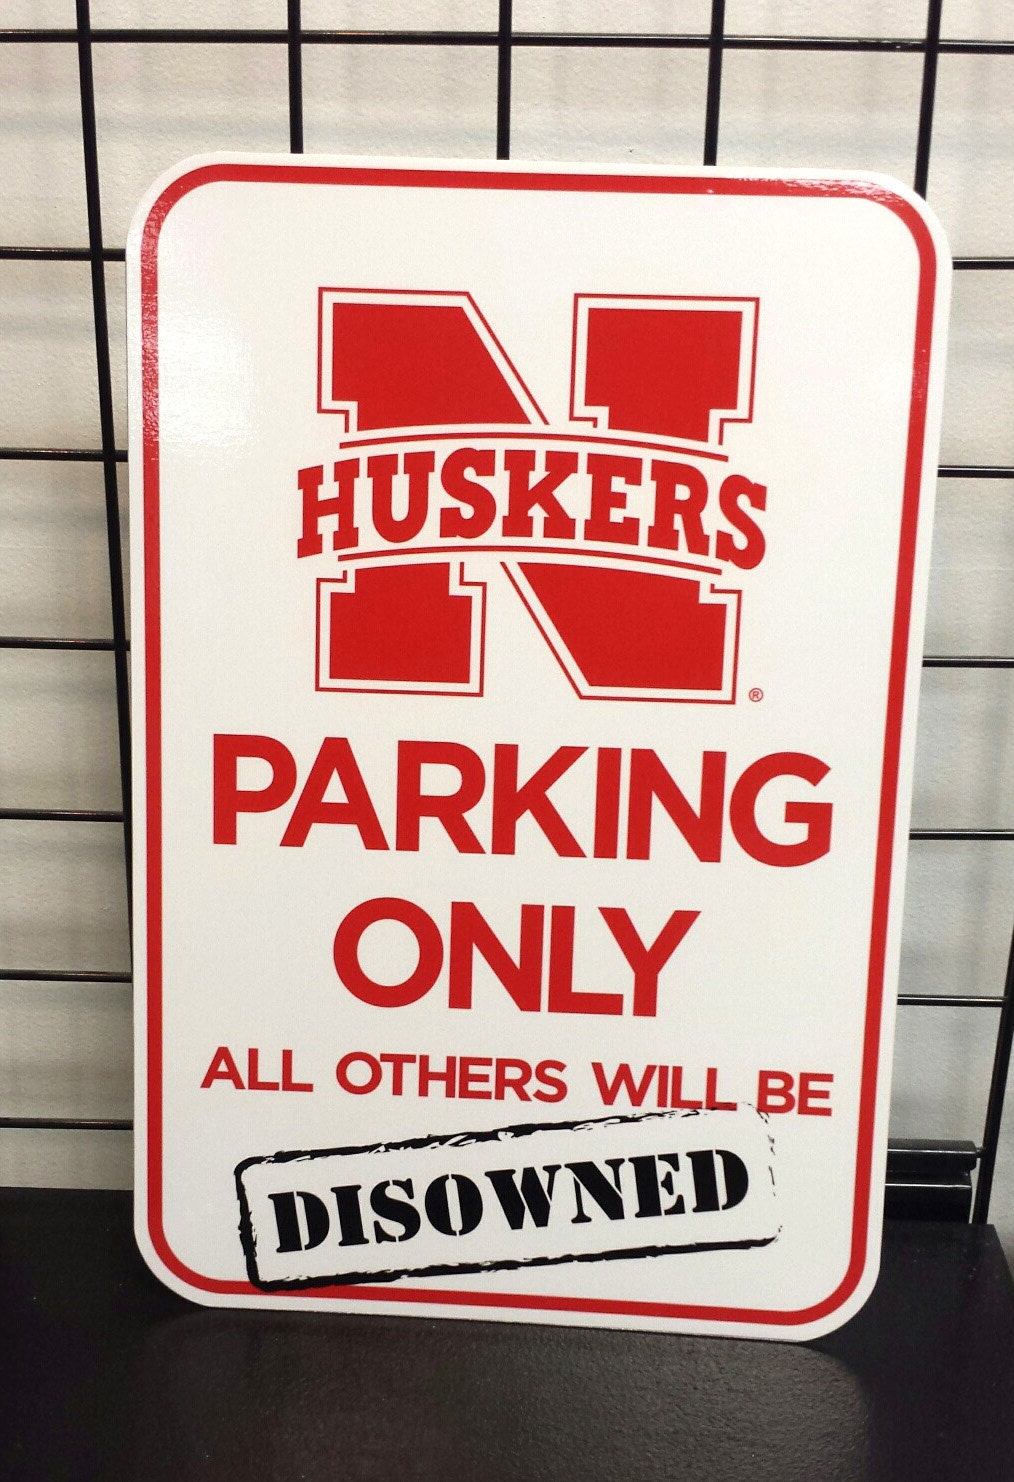 N
HUSKERS
®
PARKING
ONLY
ALL OTHERS WILL BE
DISOWNED